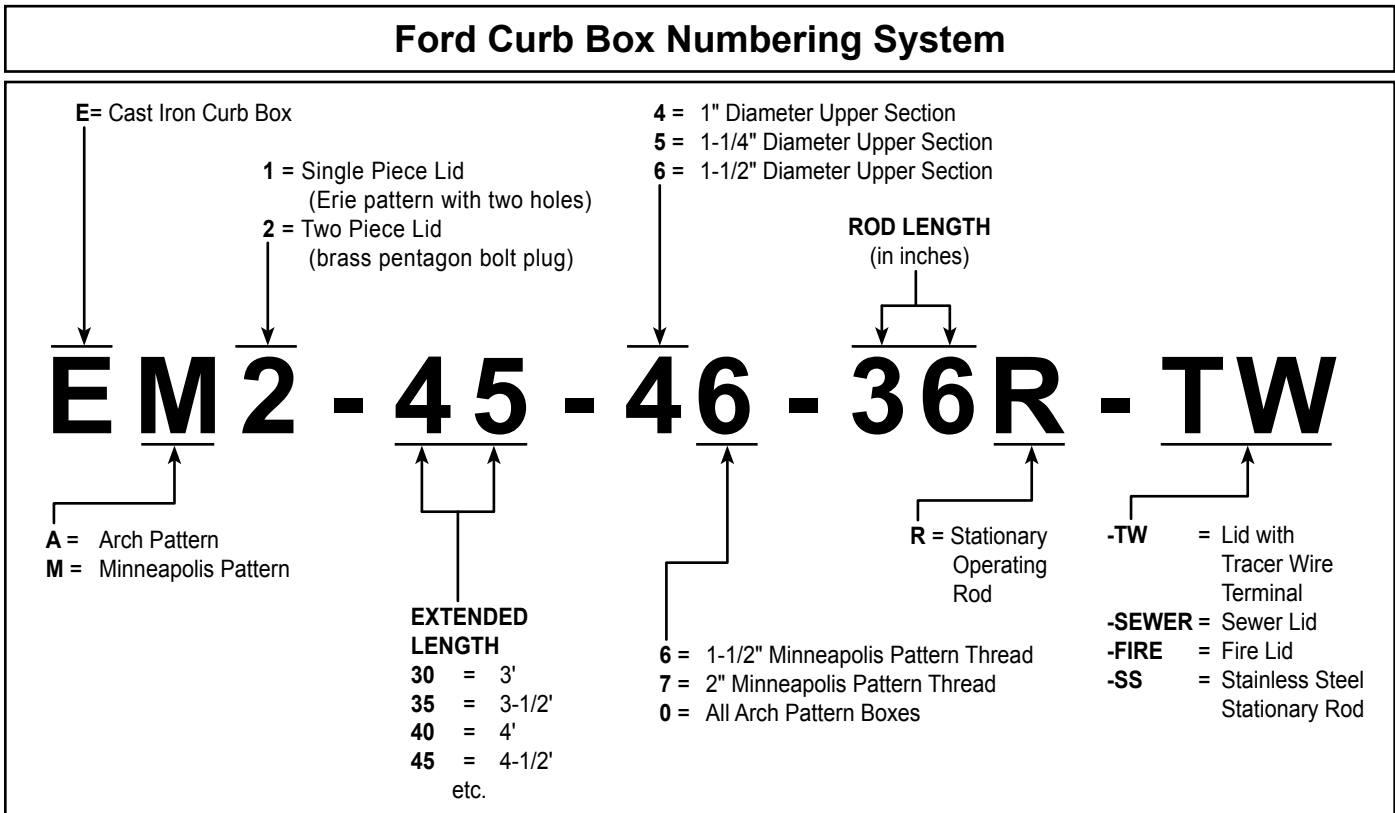 Ford Curb Box Numbering System
E= Cast Iron Curb Box
1 = Single Piece Lid
(Erie pattern with two holes)
2 = Two Piece Lid
(brass pentagon bolt plug)
4 = 1" Diameter Upper Section
5 = 1-1/4" Diameter Upper Section
6 = 1-1/2" Diameter Upper Section
ROD LENGTH
(in inches)
EM2 - 45 - 46 - 36R - TW
A = Arch Pattern
M = Minneapolis Pattern
EXTENDED
LENGTH
30 = 3'
35 = 3-1/2'
40 = 4'
45 = 4-1/2'
etc.
6 = 1-1/2" Minneapolis Pattern Thread
7 = 2" Minneapolis Pattern Thread
0 = All Arch Pattern Boxes
R = Stationary
Operating
Rod
-TW = Lid with
Tracer Wire
Terminal
-SEWER = Sewer Lid
-FIRE = Fire Lid
-SS = Stainless Steel
Stationary Rod